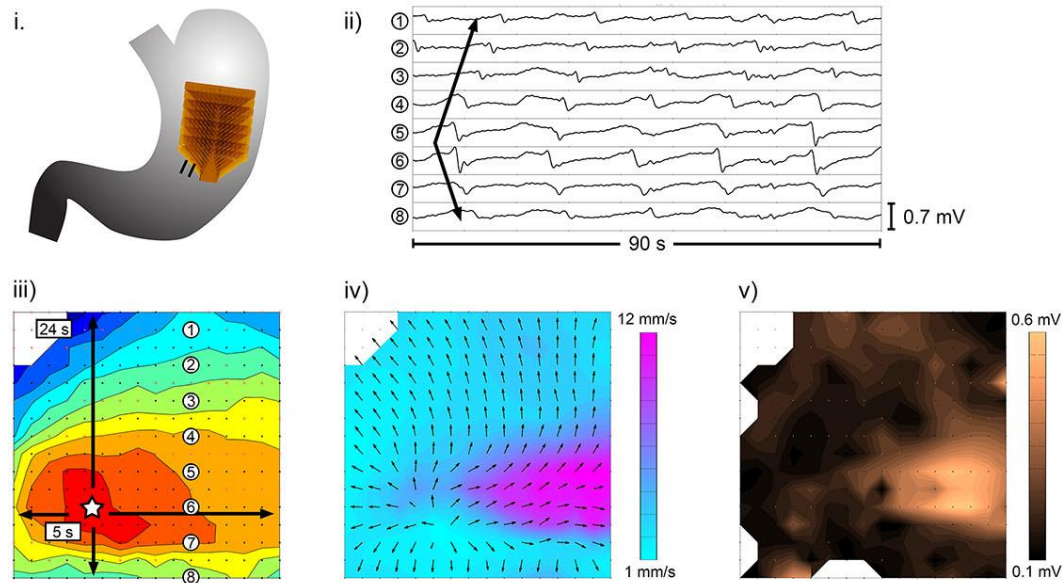 i.
ii)
①
②
③
④
⑤
⑥
⑦
⑧
0.7 mV
90 s
iii)
24 s
①
②
③
④
⑤
⑥
5 s
⑦
⑧
iv)
12 mm/s
1 mm/s
v)
0.6 mV
0.1 mV